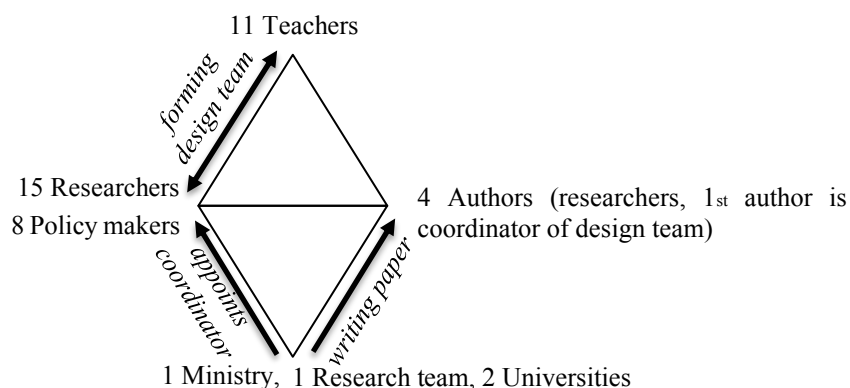 11 Teachers
forming
design team
15 Researchers
8 Policy makers
4 Authors (researchers, 1st author is
coordinator of design team)
appoints
coordinator
writing paper
1 Ministry, 1 Research team, 2 Universities